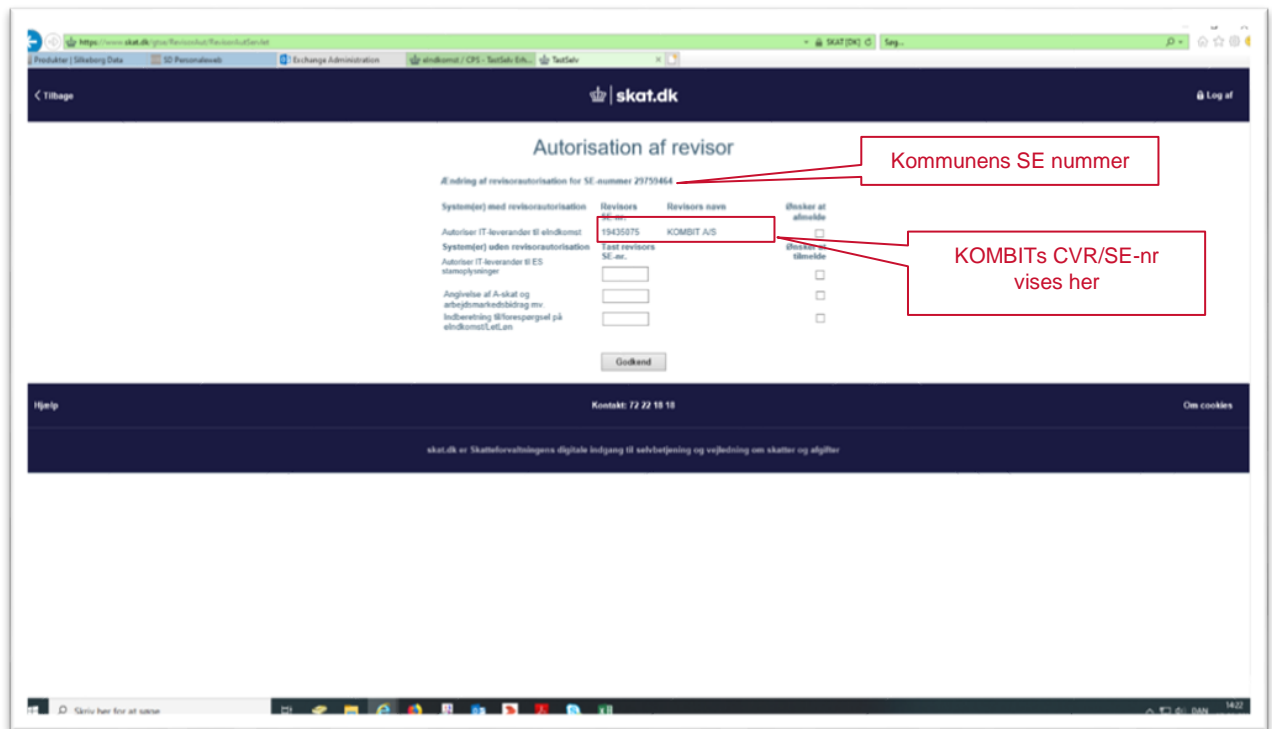 https://www.skat.dk/gtse/RevisorAut/RevisorAutServlet
SKAT [DK]
Søg...
Produkter | Silkeborg Data
SD Personaleweb
Exchange Administration
eindkomst / CPS - TastSelv Erh...
TastSelv
Tilbage
skat.dk
Log af
Autorisation af revisor
Kommunens SE nummer
Ændring af revisorautorisation for SE-nummer 29759464
System(er) med revisorautorisation Revisors SE-nr. Revisors navn Ønsker at afmelde
Autoriser IT-leverandør til eIndkomst 19435075 KOMBIT A/S
System(er) uden revisorautorisation Tast revisors SE-nr. Ønsker at tilmelde
KOMBITs CVR/SE-nr
vises her
Autoriser IT-leverandør til ES
stamoplysninger
Angivelse af A-skat og
arbejdsmarkedsbidrag mv.
Indberetning til/forespørgsel på
eIndkomst/LetLøn
Godkend
Hjælp
Kontakt: 72 22 18 18
Om cookies
skat.dk er Skatteforvaltningens digitale indgang til selvbetjening og vejledning om skatter og afgifter
Skriv her for at søge
DAN
14:22